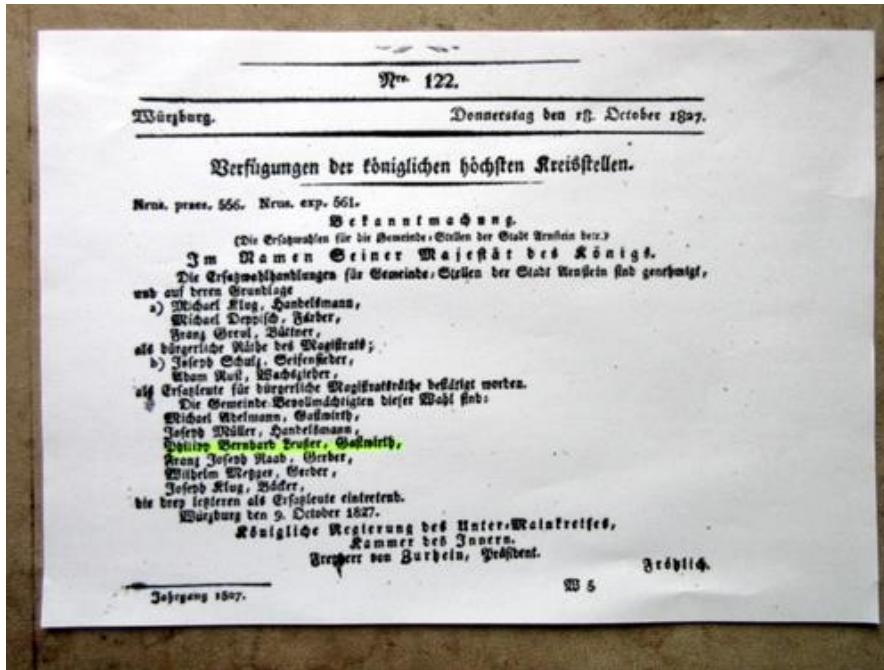 Nro. 122.
Würzburg. Donnerstag den 18. October 1827.
Verfügungen der königlichen höchsten Kreisstellen.
Nrus. praes. 556. Nrus. exp. 561.
Bekanntmachung.
(Die Ersatzwahlen für die Gemeinde-Stellen der Stadt Arnstein betr.)
Im Namen Seiner Majestät des Königs.
Die Ersatzwahlhandlungen für Gemeinde-Stellen der Stadt Arnstein sind genehmigt,
und auf deren Grundlage
a) Michael Klug, Handelsmann,
Michael Deppisch, Färber,
Franz Greul, Büttner,
als bürgerliche Räthe des Magistrats;
b) Joseph Schulz, Seifensieder,
Adam Rust, Wachszieher,
als Ersatzleute für bürgerliche Magistratsräthe bestätigt worden.
Die Gemeinde-Bevollmächtigten dieser Wahl sind:
Michael Adelmann, Gastwirth,
Joseph Müller, Handelsmann,
Philipp Bernhard Leußer, Gastwirth,
Franz Joseph Raab, Gerber,
Wilhelm Metzger, Gerber,
Joseph Klug, Bäcker,
die drey letzteren als Ersatzleute eintretend.
Würzburg den 9. October 1827.
Königliche Regierung des Unter-Mainkreises,
Kammer des Innern.
Freyherr von Zurhein, Präsident.
Fröhlich.
Jahrgang 1827. W 5